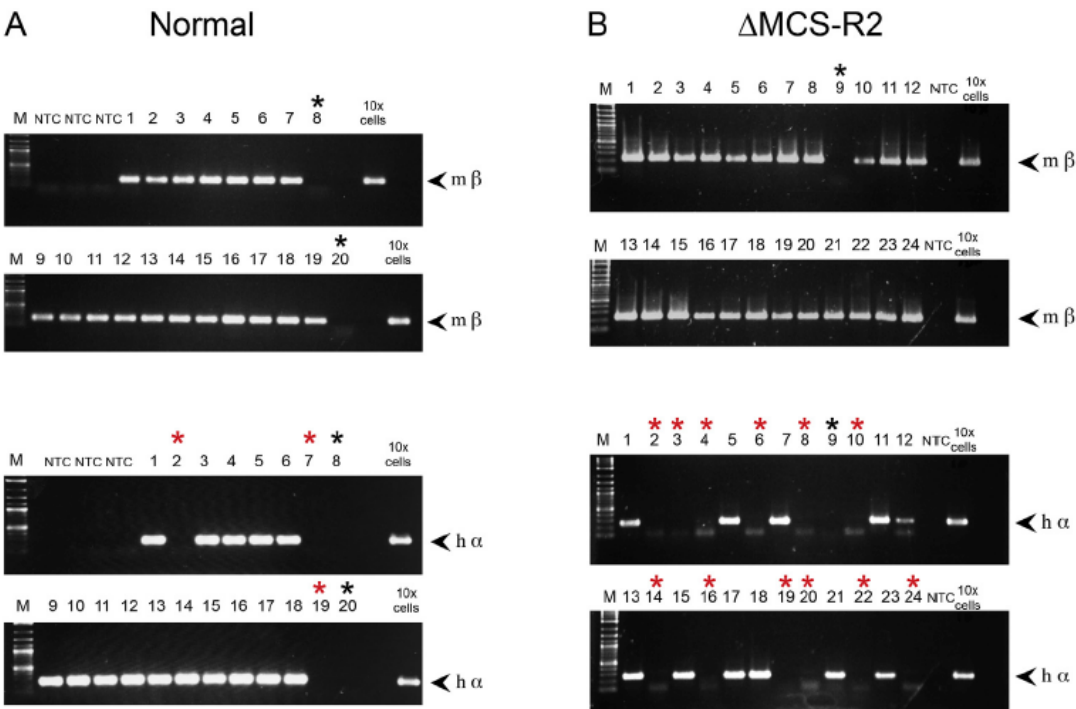 A Normal
*
M NTC NTC NTC 1 2 3 4 5 6 7 8 10x cells
m β
*
M 9 10 11 12 13 14 15 16 17 18 19 20 10x cells
m β
* * *
M NTC NTC NTC 1 2 3 4 5 6 7 8 10x cells
h α
* *
M 9 10 11 12 13 14 15 16 17 18 19 20 10x cells
h α
B ΔMCS-R2
*
M 1 2 3 4 5 6 7 8 9 10 11 12 NTC 10x cells
m β
M 13 14 15 16 17 18 19 20 21 22 23 24 NTC 10x cells
m β
* * * * * * *
M 1 2 3 4 5 6 7 8 9 10 11 12 NTC 10x cells
h α
* * * * * *
M 13 14 15 16 17 18 19 20 21 22 23 24 NTC 10x cells
h α